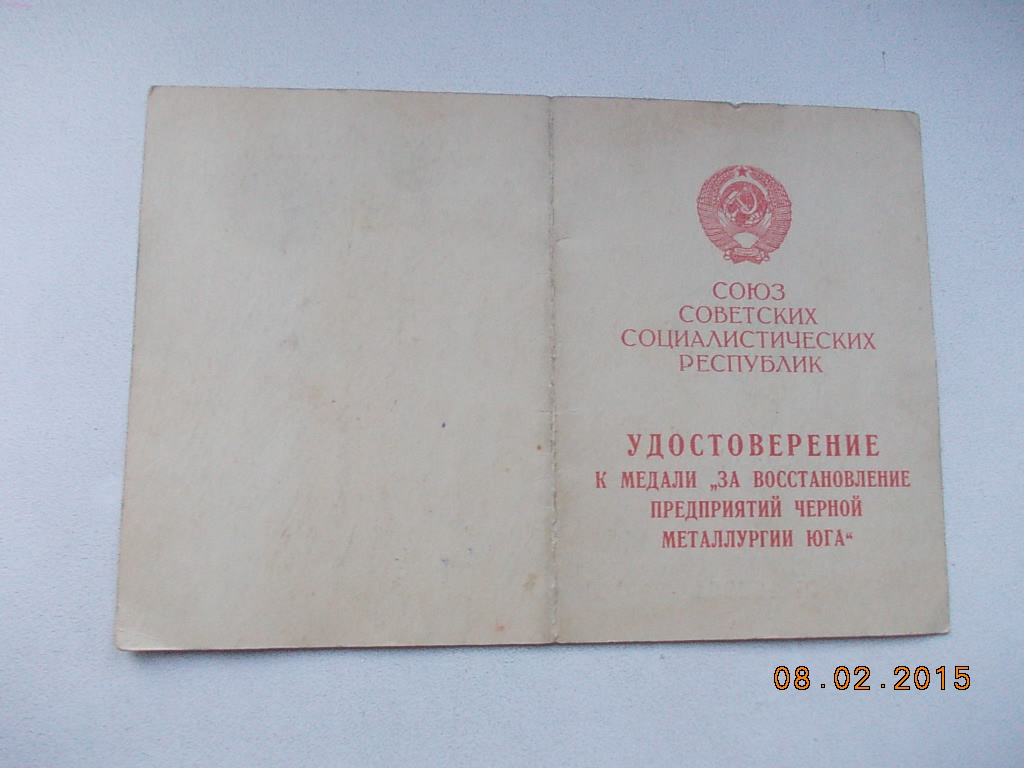 СОЮЗ
СОВЕТСКИХ
СОЦИАЛИСТИЧЕСКИХ
РЕСПУБЛИК
УДОСТОВЕРЕНИЕ
К МЕДАЛИ „ЗА ВОССТАНОВЛЕНИЕ
ПРЕДПРИЯТИЙ ЧЕРНОЙ
МЕТАЛЛУРГИИ ЮГА“
08.02.2015